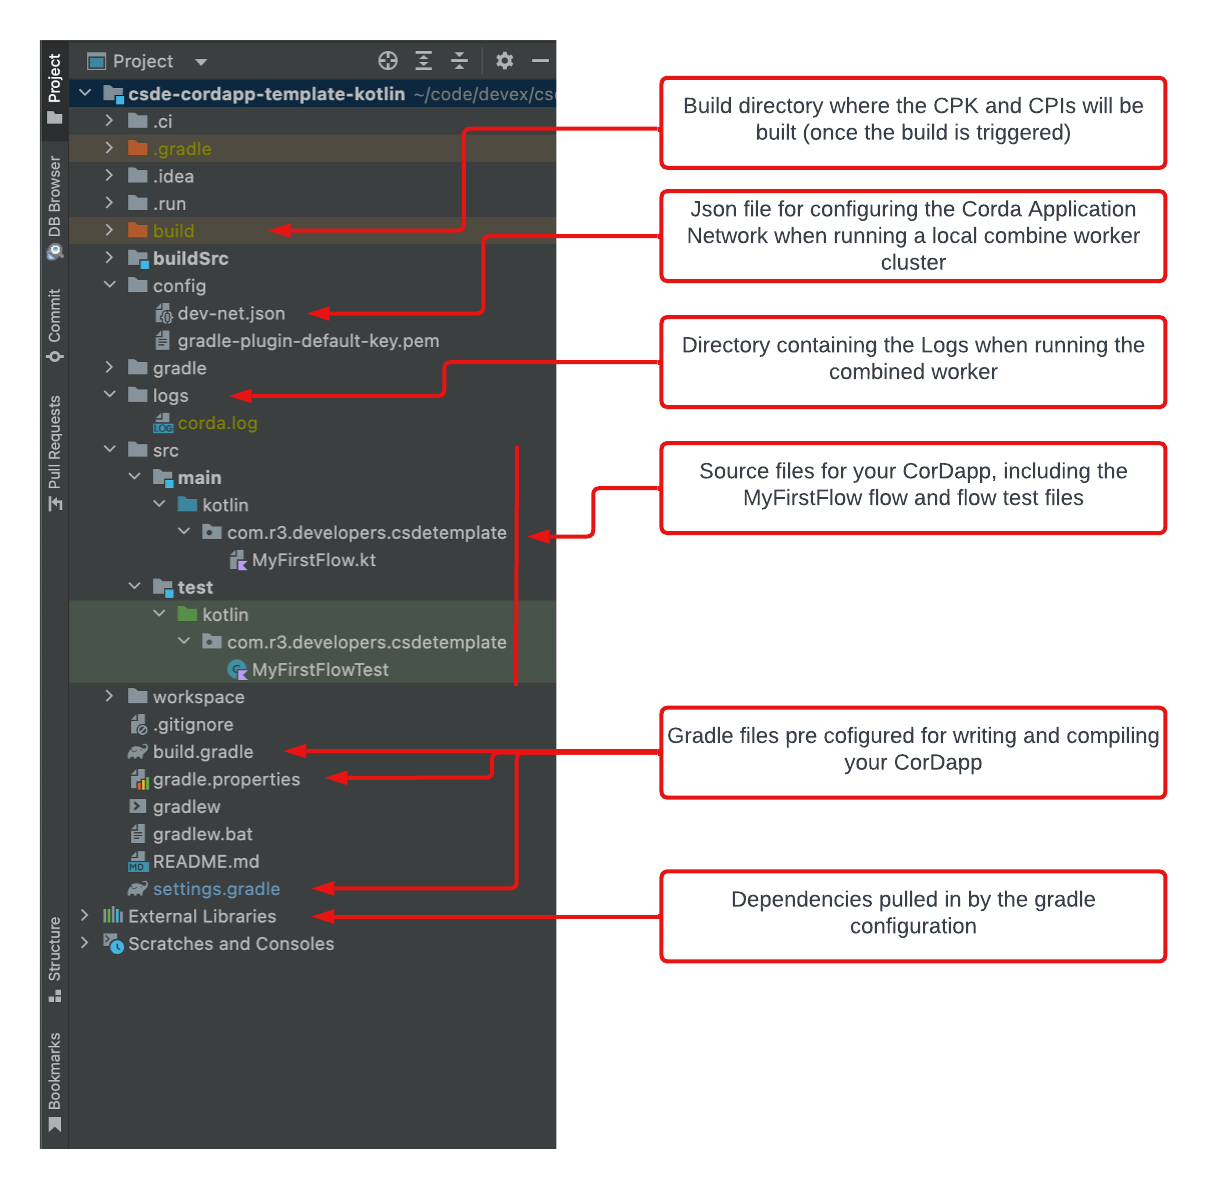 Project
DB Browser
Commit
Pull Requests
Structure
Bookmarks
Project
csde-cordapp-template-kotlin ~/code/devex/csd
.ci
.gradle
.idea
.run
build
buildSrc
config
dev-net.json
gradle-plugin-default-key.pem
gradle
logs
corda.log
src
main
kotlin
com.r3.developers.csdetemplate
MyFirstFlow.kt
test
kotlin
com.r3.developers.csdetemplate
MyFirstFlowTest
workspace
.gitignore
build.gradle
gradle.properties
gradlew
gradlew.bat
README.md
settings.gradle
External Libraries
Scratches and Consoles
Build directory where the CPK and CPIs will be
built (once the build is triggered)
Json file for configuring the Corda Application
Network when running a local combine worker
cluster
Directory containing the Logs when running the
combined worker
Source files for your CorDapp, including the
MyFirstFlow flow and flow test files
Gradle files pre cofigured for writing and compiling
your CorDapp
Dependencies pulled in by the gradle
configuration